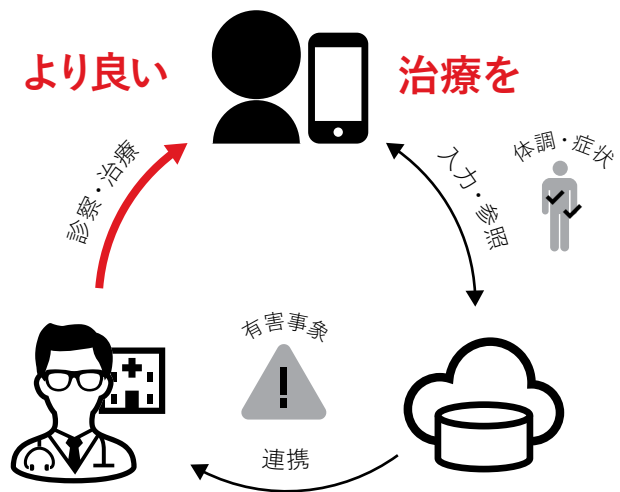 より良い
治療を
診察・治療
入力・参照
体調・症状
有害事象
連携